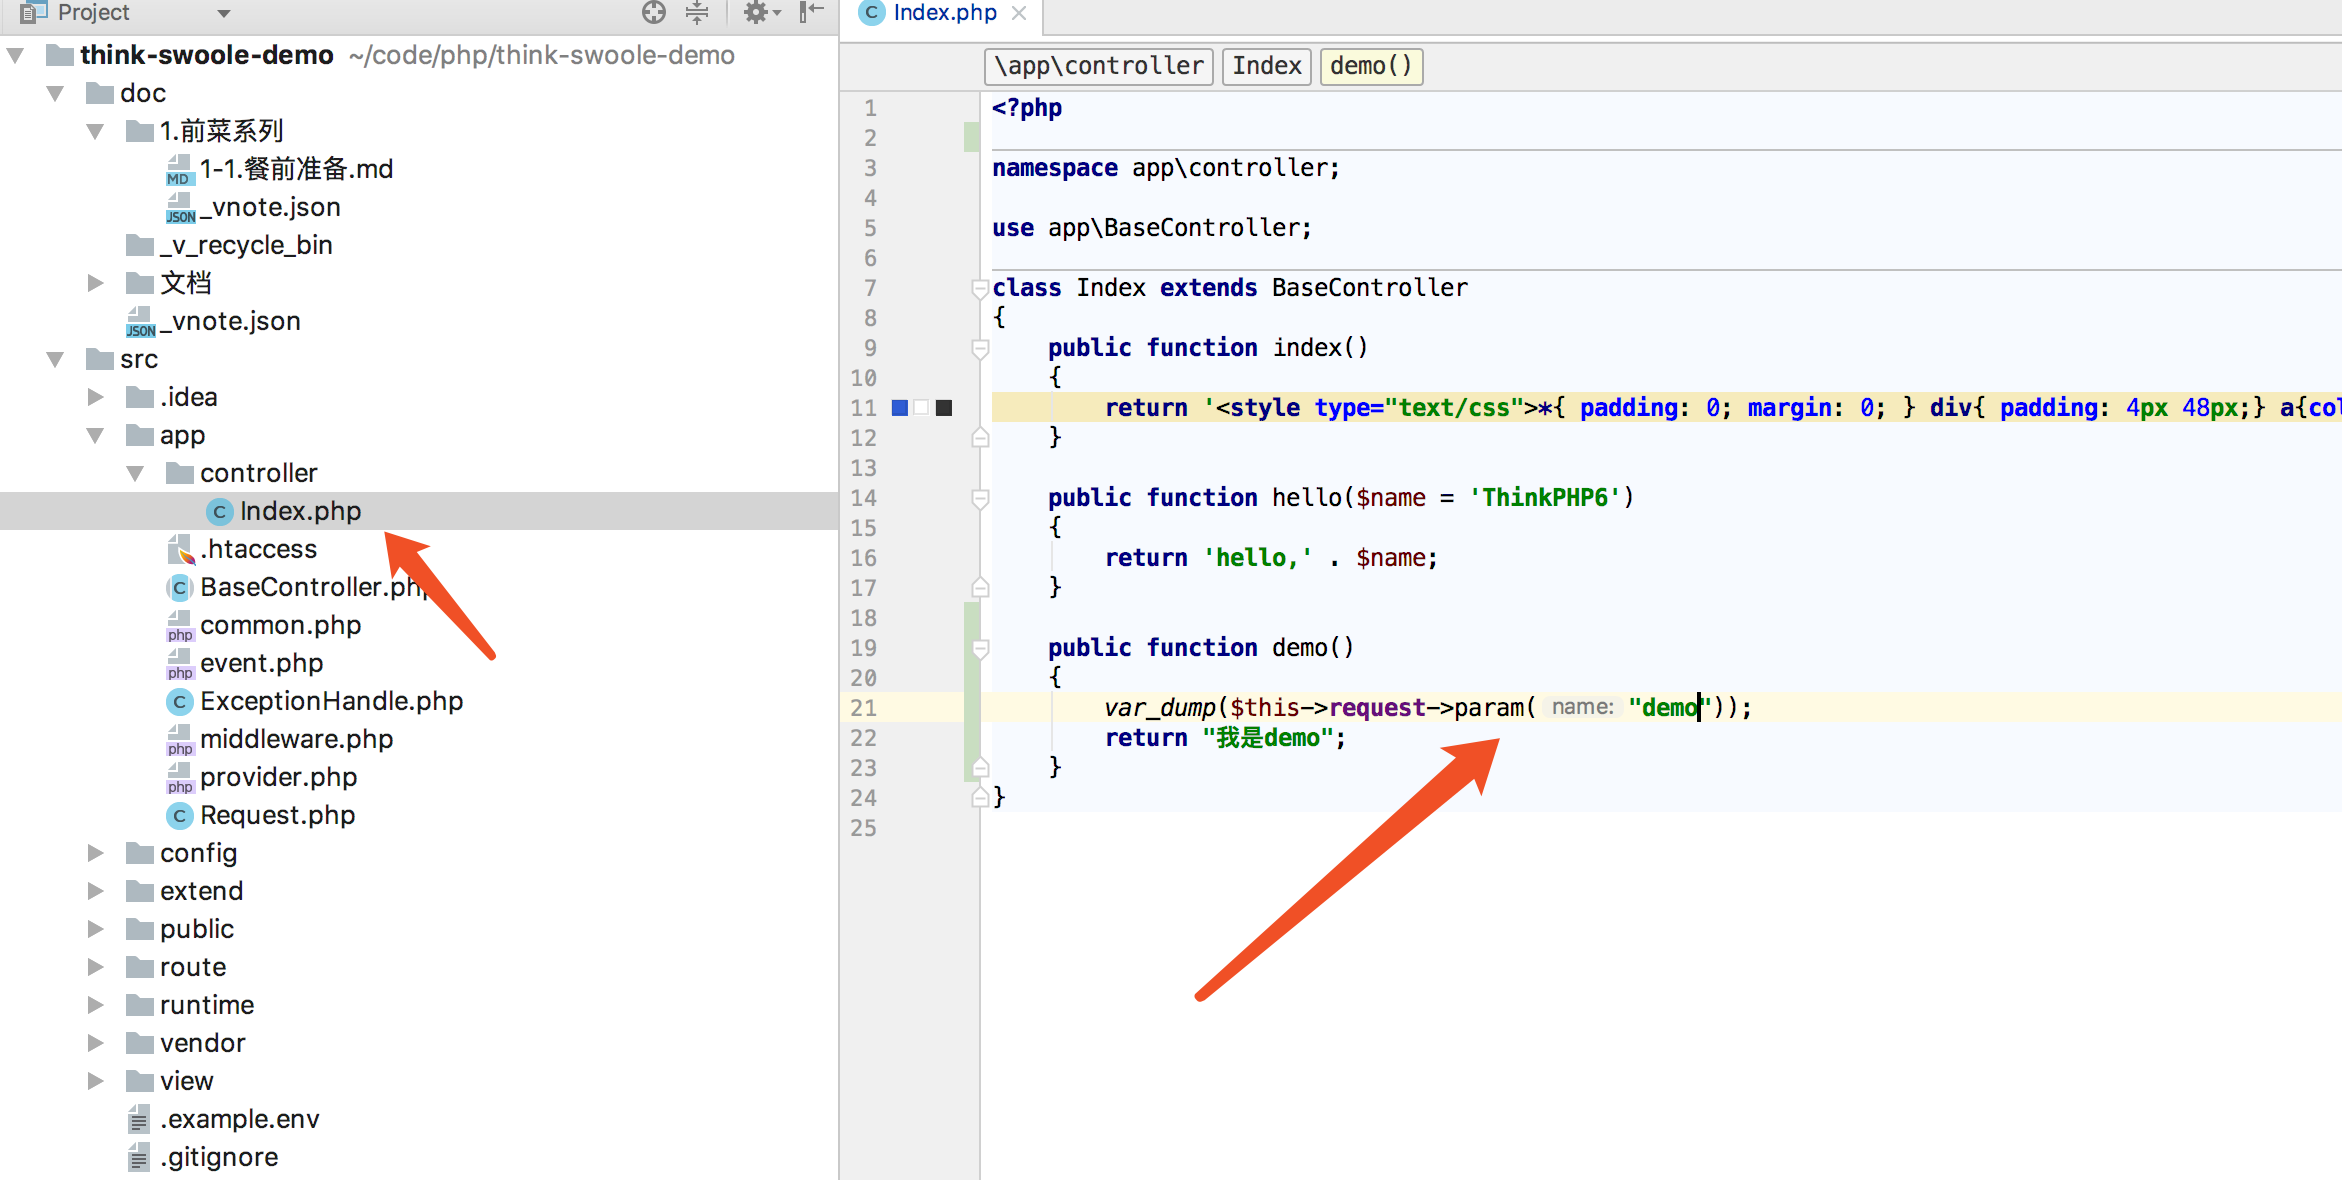 Project
think-swoole-demo ~/code/php/think-swoole-demo
doc
1.前菜系列
MD 1-1.餐前准备.md
JSON _vnote.json
_v_recycle_bin
文档
JSON _vnote.json
src
.idea
app
controller
C Index.php
.htaccess
C BaseController.php
php common.php
php event.php
C ExceptionHandle.php
php middleware.php
php provider.php
C Request.php
config
extend
public
route
runtime
vendor
view
.example.env
.gitignore
C Index.php
\app\controller Index demo()
1 <?php
2
3 namespace app\controller;
4
5 use app\BaseController;
6
7 class Index extends BaseController
8 {
9 public function index()
10 {
11 return '<style type="text/css">*{ padding: 0; margin: 0; } div{ padding: 4px 48px;} a{col
12 }
13
14 public function hello($name = 'ThinkPHP6')
15 {
16 return 'hello,' . $name;
17 }
18
19 public function demo()
20 {
21 var_dump($this->request->param( name: "demo"));
22 return "我是demo";
23 }
24 }
25